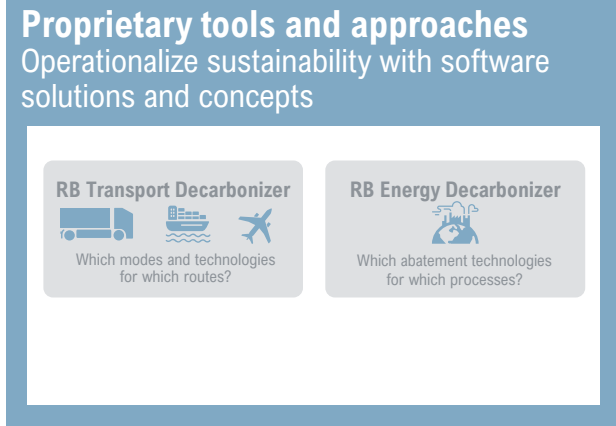 Proprietary tools and approaches
Operationalize sustainability with software
solutions and concepts
RB Transport Decarbonizer
Which modes and technologies
for which routes?
RB Energy Decarbonizer
Which abatement technologies
for which processes?